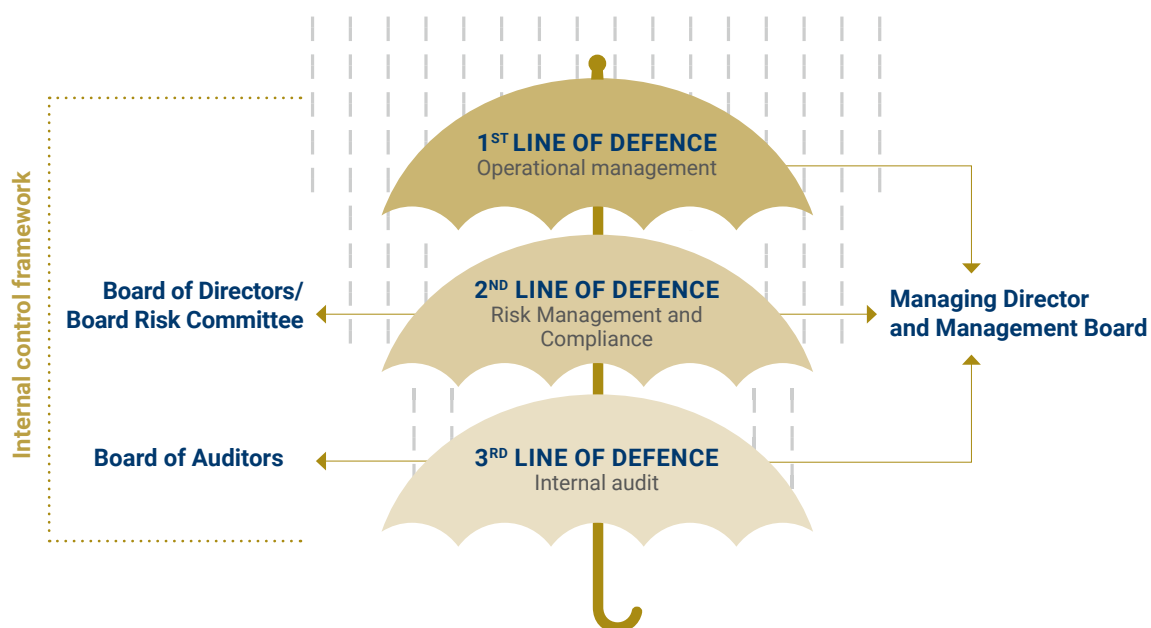 Internal control framework
1ST LINE OF DEFENCE
Operational management
Board of Directors/
Board Risk Committee
2ND LINE OF DEFENCE
Risk Management and
Compliance
Managing Director
and Management Board
Board of Auditors
3RD LINE OF DEFENCE
Internal audit